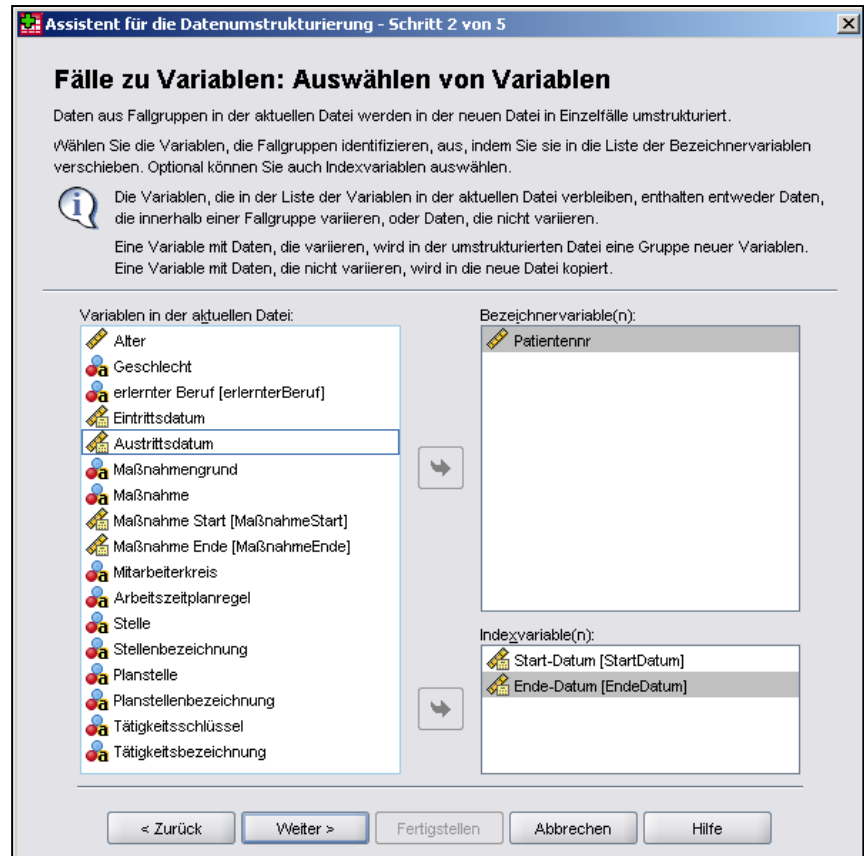 Assistent für die Datenumstrukturierung - Schritt 2 von 5
Fälle zu Variablen: Auswählen von Variablen
Daten aus Fallgruppen in der aktuellen Datei werden in der neuen Datei in Einzelfälle umstrukturiert.
Wählen Sie die Variablen, die Fallgruppen identifizieren, aus, indem Sie sie in die Liste der Bezeichnervariablen
verschieben. Optional können Sie auch Indexvariablen auswählen.
Die Variablen, die in der Liste der Variablen in der aktuellen Datei verbleiben, enthalten entweder Daten,
die innerhalb einer Fallgruppe variieren, oder Daten, die nicht variieren.
Eine Variable mit Daten, die variieren, wird in der umstrukturierten Datei eine Gruppe neuer Variablen.
Eine Variable mit Daten, die nicht variieren, wird in die neue Datei kopiert.
Variablen in der aktuellen Datei:
Alter
Geschlecht
erlernter Beruf [erlernterBeruf]
Eintrittsdatum
Austrittsdatum
Maßnahmengrund
Maßnahme
Maßnahme Start [MaßnahmeStart]
Maßnahme Ende [MaßnahmeEnde]
Mitarbeiterkreis
Arbeitszeitplanregel
Stelle
Stellenbezeichnung
Planstelle
Planstellenbezeichnung
Tätigkeitsschlüssel
Tätigkeitsbezeichnung
Bezeichnervariable(n):
Patientennr
Indexvariable(n):
Start-Datum [StartDatum]
Ende-Datum [EndeDatum]
< Zurück
Weiter >
Fertigstellen
Abbrechen
Hilfe